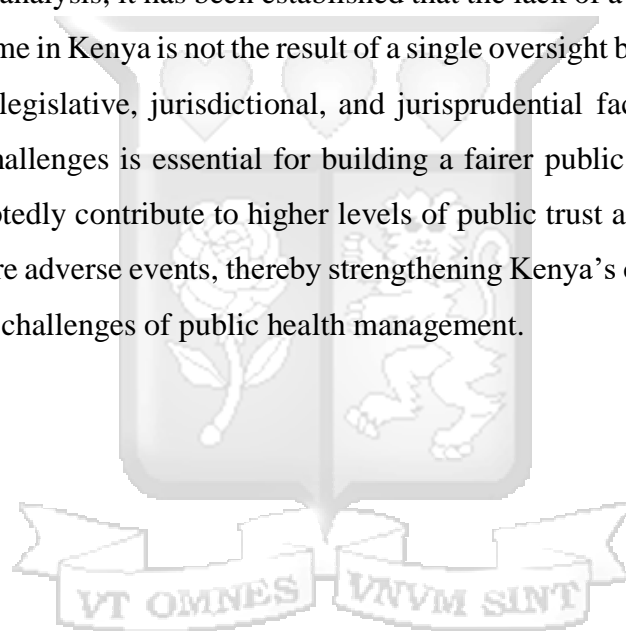 analysis, it has been established that the lack of a
me in Kenya is not the result of a single oversight b
legislative, jurisdictional, and jurisprudential fac
hallenges is essential for building a fairer public
otedly contribute to higher levels of public trust a
re adverse events, thereby strengthening Kenya’s c
challenges of public health management.
VT OMNES VNVM SINT